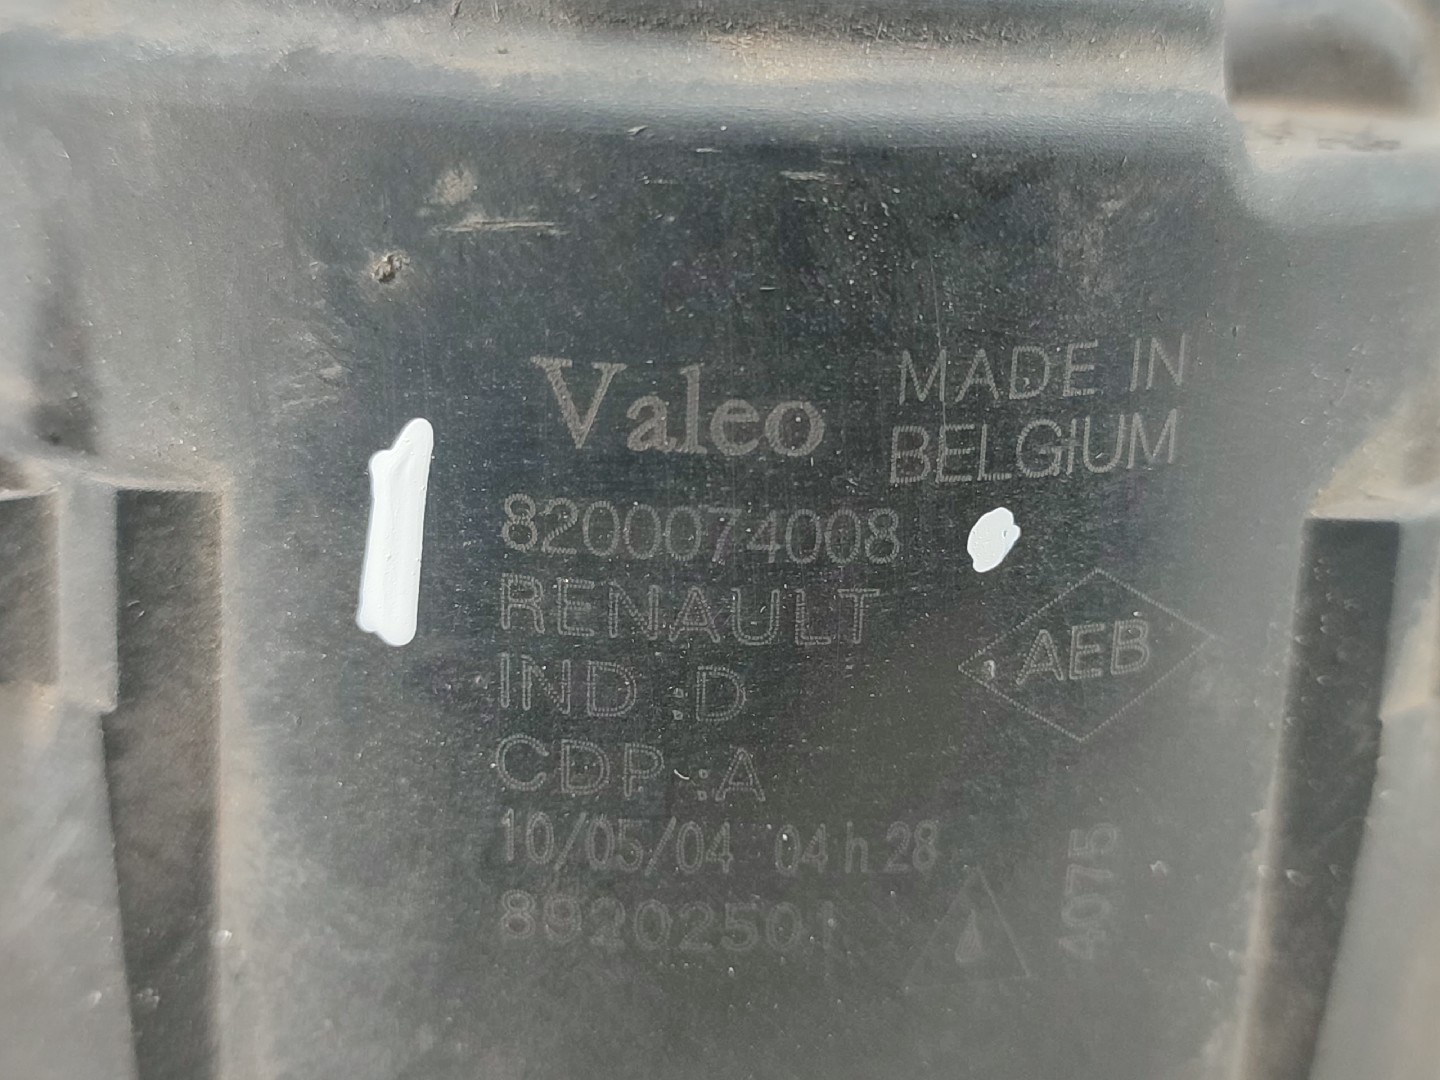 Valeo
MADE IN
BELGIUM
8200074008
RENAULT
IND :D
AEB
CDP :A
10/05/04 04 h 28
89202501
4075